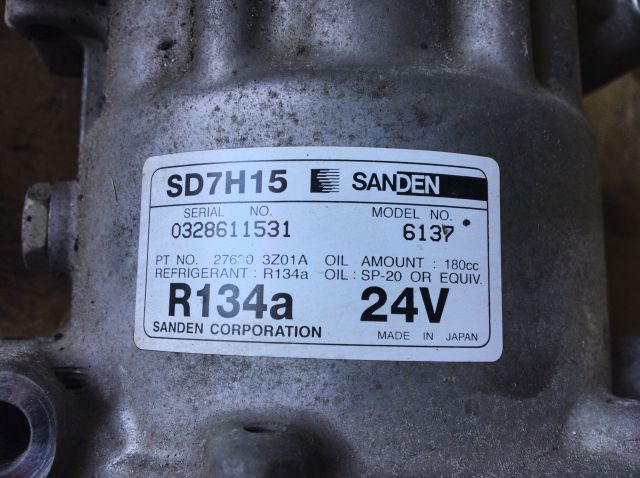 SD7H15 SANDEN
SERIAL NO. MODEL NO.
0328611531 6137
PT NO. 3Z01A OIL AMOUNT : 180cc
REFRIGERANT : R134a OIL : SP-20 OR EQUIV.
R134a 24V
SANDEN CORPORATION MADE IN JAPAN